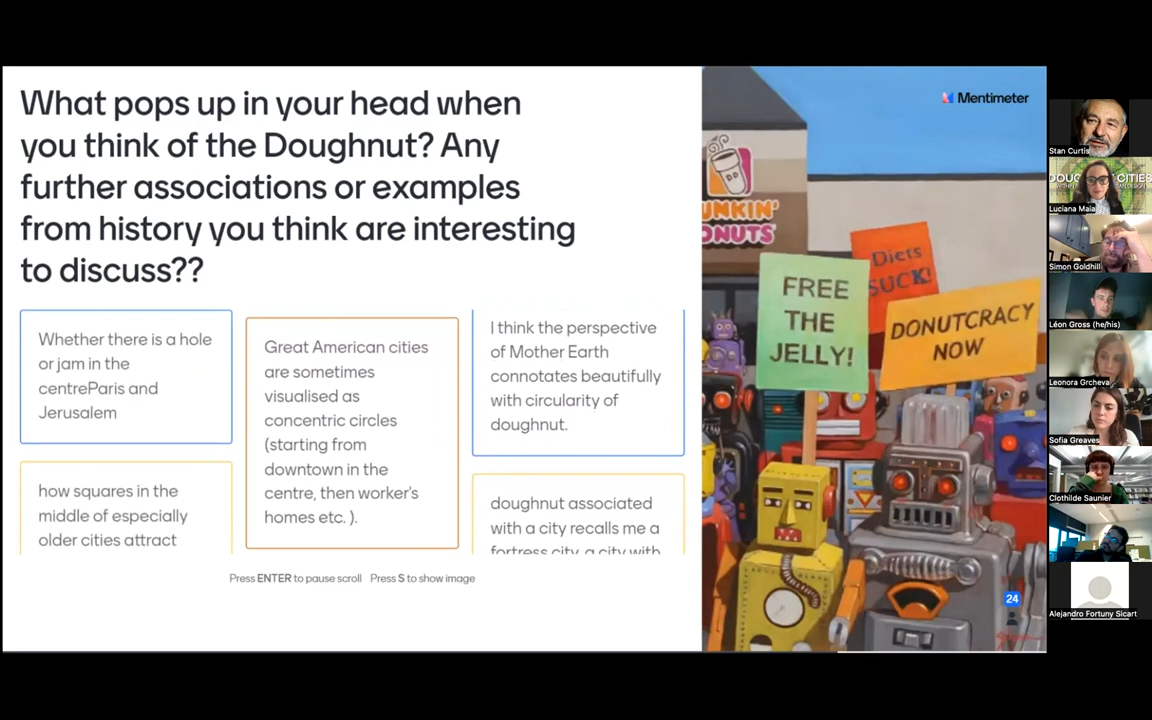 What pops up in your head when
you think of the Doughnut? Any
further associations or examples
from history you think are interesting
to discuss??
Whether there is a hole
or jam in the
centreParis and
Jerusalem
how squares in the
middle of especially
older cities attract
Great American cities
are sometimes
visualised as
concentric circles
(starting from
downtown in the
centre, then worker's
homes etc. ).
I think the perspective
of Mother Earth
connotates beautifully
with circularity of
doughnut.
doughnut associated
with a city recalls me a
fortress city, a city with
Press ENTER to pause scroll Press S to show image
Mentimeter
UNKIN'
ONUTS
Diets
SUCK!
FREE
THE
JELLY!
DONUTCRACY
NOW
24
Stan Curtis
DOUG CITIES
Luciana Maia
Simon Goldhill
Léon Gross (he/his)
Leonora Grcheva
Sofia Greaves
Clothilde Saunier
Alejandro Fortuny Sicart